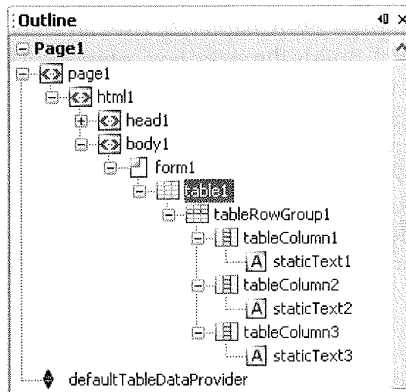 Outline
Page1
page1
html1
head1
body1
form1
table1
tableRowGroup1
tableColumn1
A staticText1
tableColumn2
A staticText2
tableColumn3
A staticText3
defaultTableDataProvider